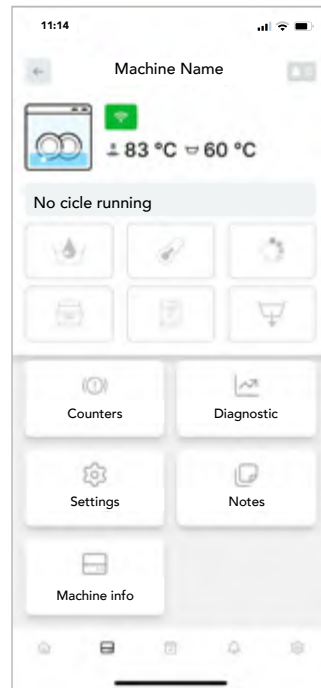 11:14
Machine Name
83 °C 60 °C
No cicle running
Counters Diagnostic
Settings Notes
Machine info